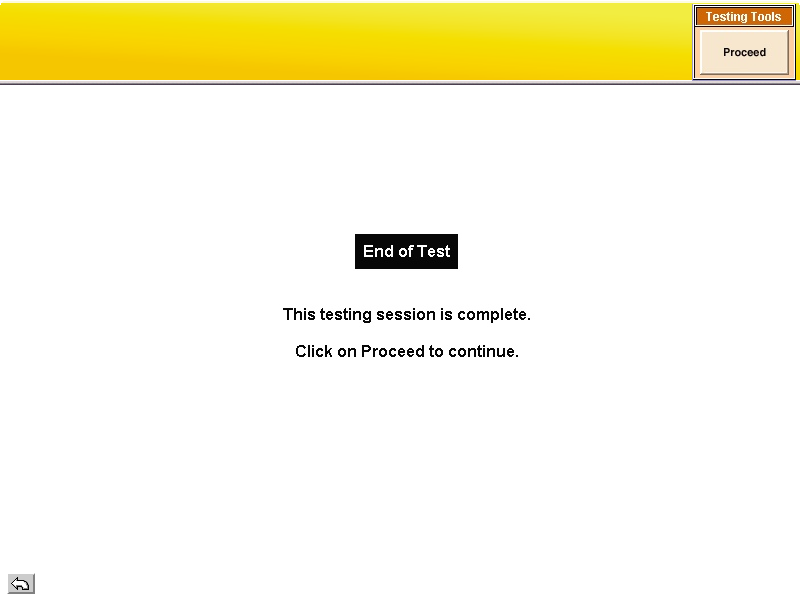 Testing Tools
Proceed
End of Test
This testing session is complete.
Click on Proceed to continue.